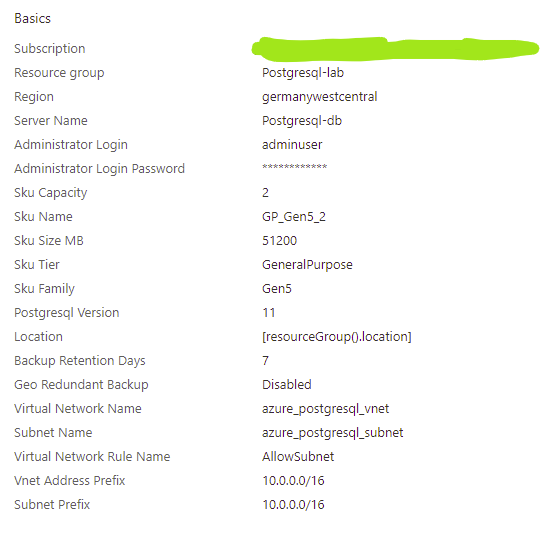 Basics
Subscription
Resource group Postgresql-lab
Region germanywestcentral
Server Name Postgresql-db
Administrator Login adminuser
Administrator Login Password ************
Sku Capacity 2
Sku Name GP_Gen5_2
Sku Size MB 51200
Sku Tier GeneralPurpose
Sku Family Gen5
Postgresql Version 11
Location [resourceGroup().location]
Backup Retention Days 7
Geo Redundant Backup Disabled
Virtual Network Name azure_postgresql_vnet
Subnet Name azure_postgresql_subnet
Virtual Network Rule Name AllowSubnet
Vnet Address Prefix 10.0.0.0/16
Subnet Prefix 10.0.0.0/16